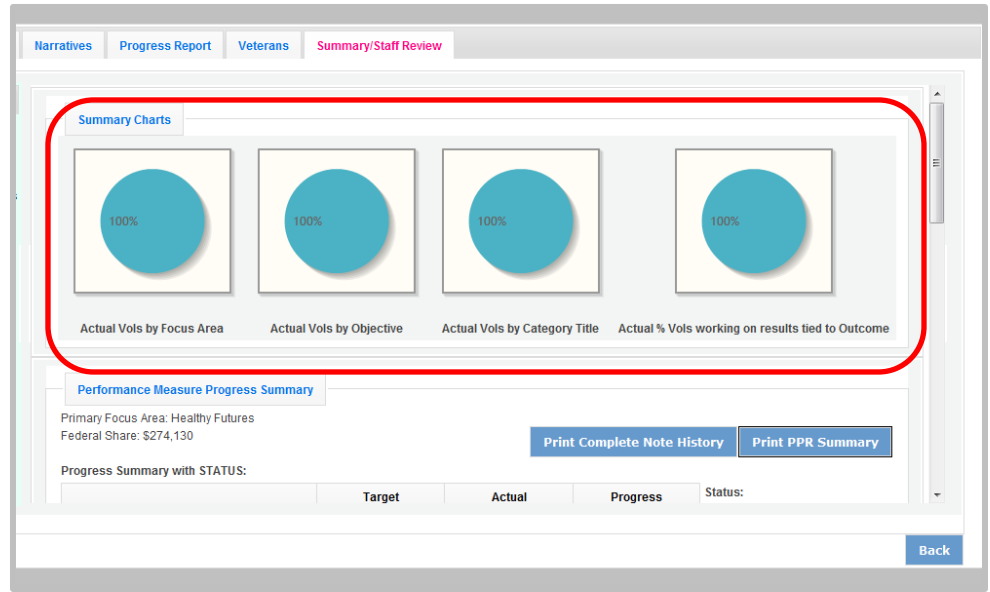 Narratives Progress Report Veterans Summary/Staff Review
Summary Charts
100% 100% 100% 100%
Actual Vols by Focus Area Actual Vols by Objective Actual Vols by Category Title Actual % Vols working on results tied to Outcome
Performance Measure Progress Summary
Primary Focus Area: Healthy Futures
Federal Share: $274,130
Print Complete Note History Print PPR Summary
Progress Summary with STATUS:
Target Actual Progress Status:
Back